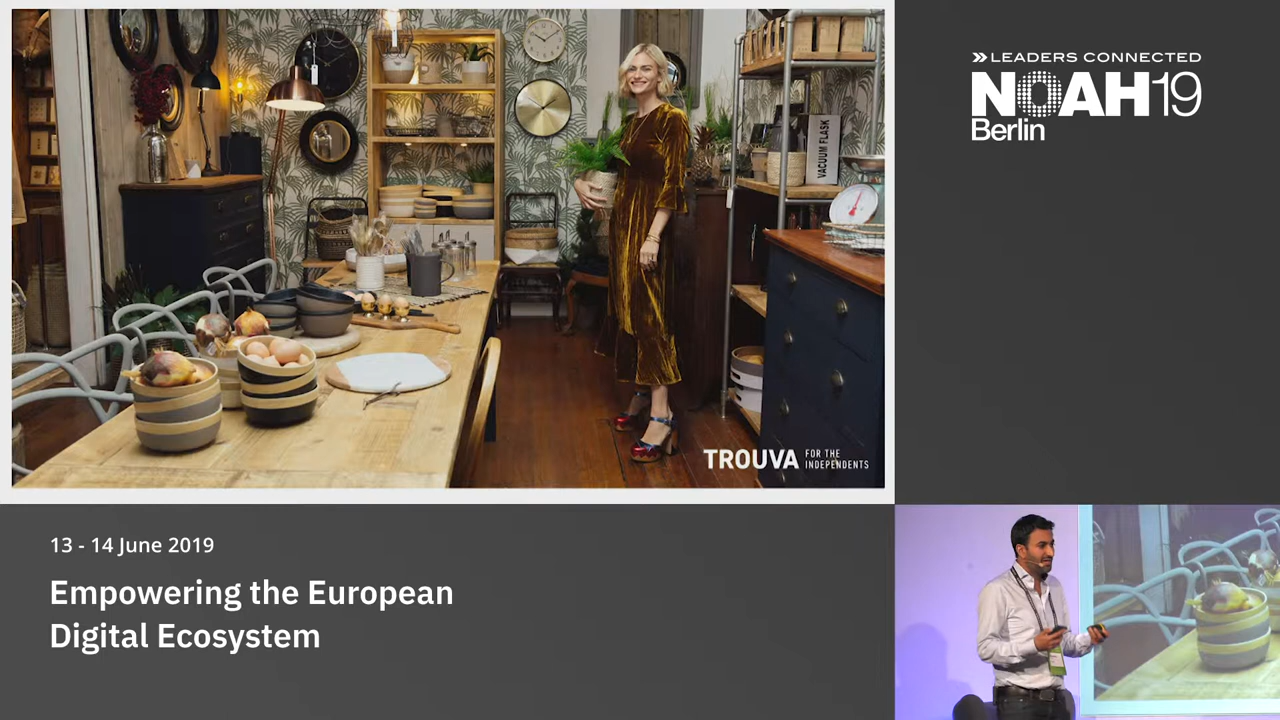 LEADERS CONNECTED
NOAH19
Berlin
VACUUM FLASK
TROUVA FOR THE
INDEPENDENTS
13 - 14 June 2019
Empowering the European
Digital Ecosystem